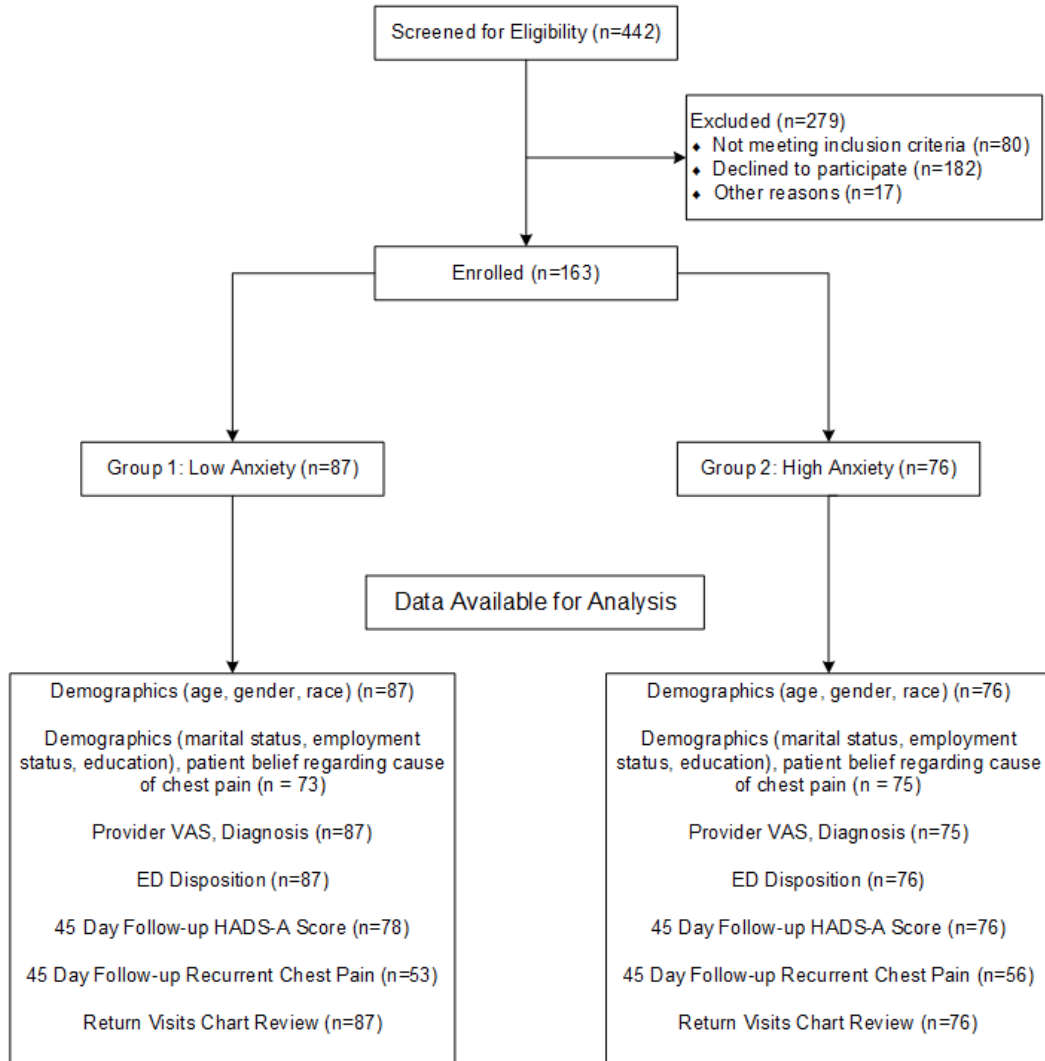 Screened for Eligibility (n=442)
Excluded (n=279)
⬥ Not meeting inclusion criteria (n=80)
⬥ Declined to participate (n=182)
⬥ Other reasons (n=17)
Enrolled (n=163)
Group 1: Low Anxiety (n=87)
Group 2: High Anxiety (n=76)
Data Available for Analysis
Demographics (age, gender, race) (n=87)
Demographics (marital status, employment
status, education), patient belief regarding cause
of chest pain (n = 73)
Provider VAS, Diagnosis (n=87)
ED Disposition (n=87)
45 Day Follow-up HADS-A Score (n=78)
45 Day Follow-up Recurrent Chest Pain (n=53)
Return Visits Chart Review (n=87)
Demographics (age, gender, race) (n=76)
Demographics (marital status, employment
status, education), patient belief regarding cause
of chest pain (n = 75)
Provider VAS, Diagnosis (n=75)
ED Disposition (n=76)
45 Day Follow-up HADS-A Score (n=76)
45 Day Follow-up Recurrent Chest Pain (n=56)
Return Visits Chart Review (n=76)